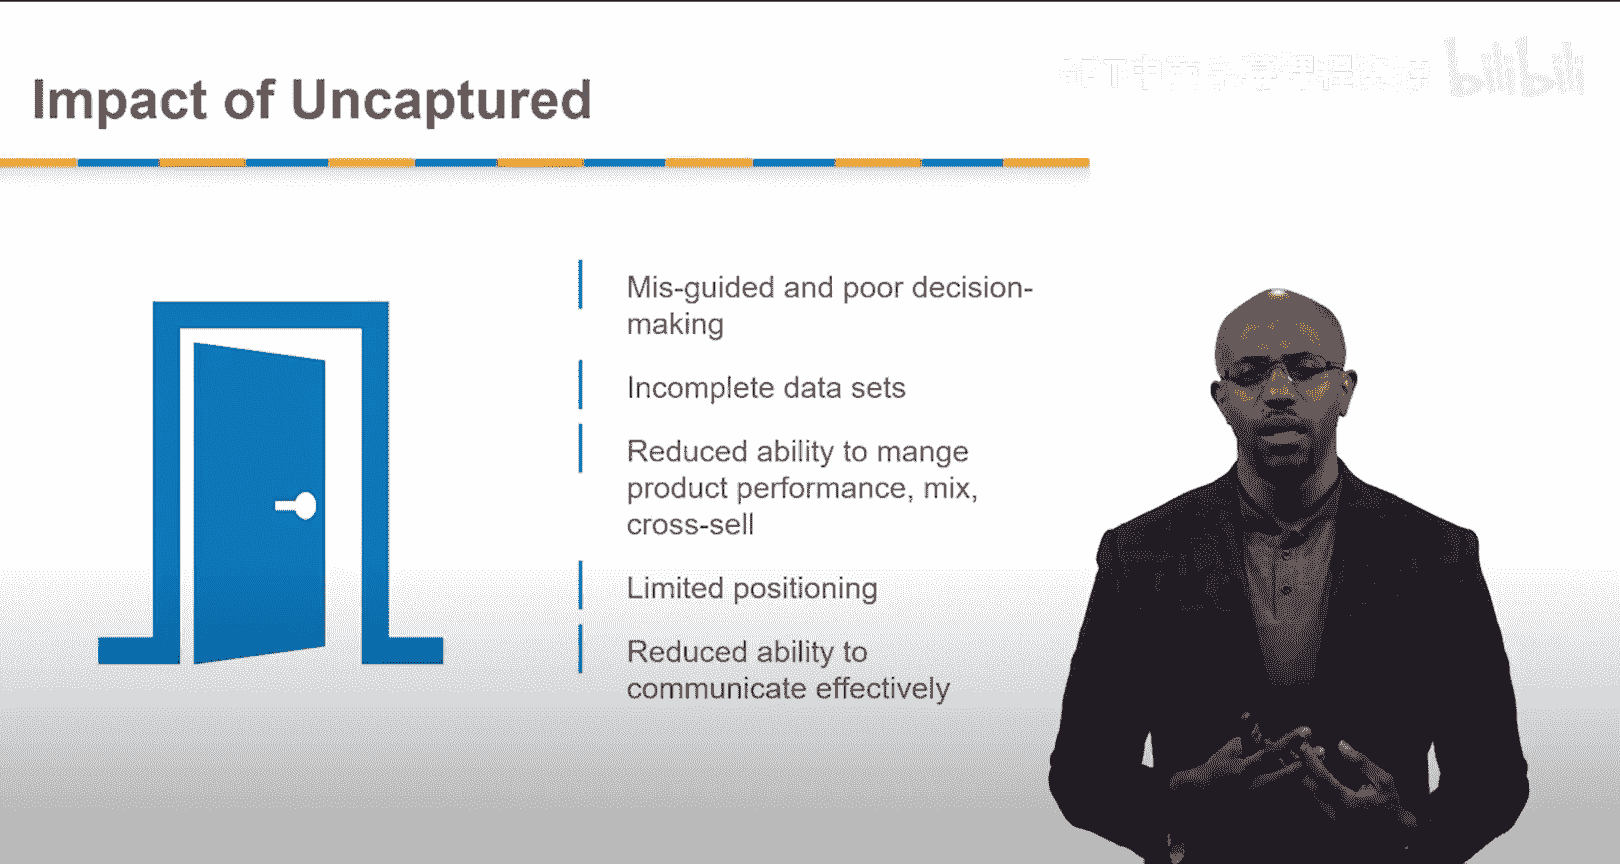 Impact of Uncaptured
bilibili
Mis-guided and poor decision-
making
Incomplete data sets
Reduced ability to mange
product performance, mix,
cross-sell
Limited positioning
Reduced ability to
communicate effectively